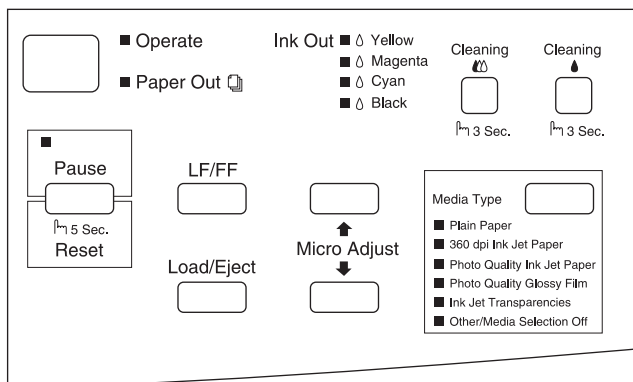 Operate
Paper Out
Ink Out
Yellow
Magenta
Cyan
Black
Cleaning
3 Sec.
Cleaning
3 Sec.
Pause
5 Sec.
Reset
LF/FF
Load/Eject
Micro Adjust
Media Type
Plain Paper
360 dpi Ink Jet Paper
Photo Quality Ink Jet Paper
Photo Quality Glossy Film
Ink Jet Transparencies
Other/Media Selection Off